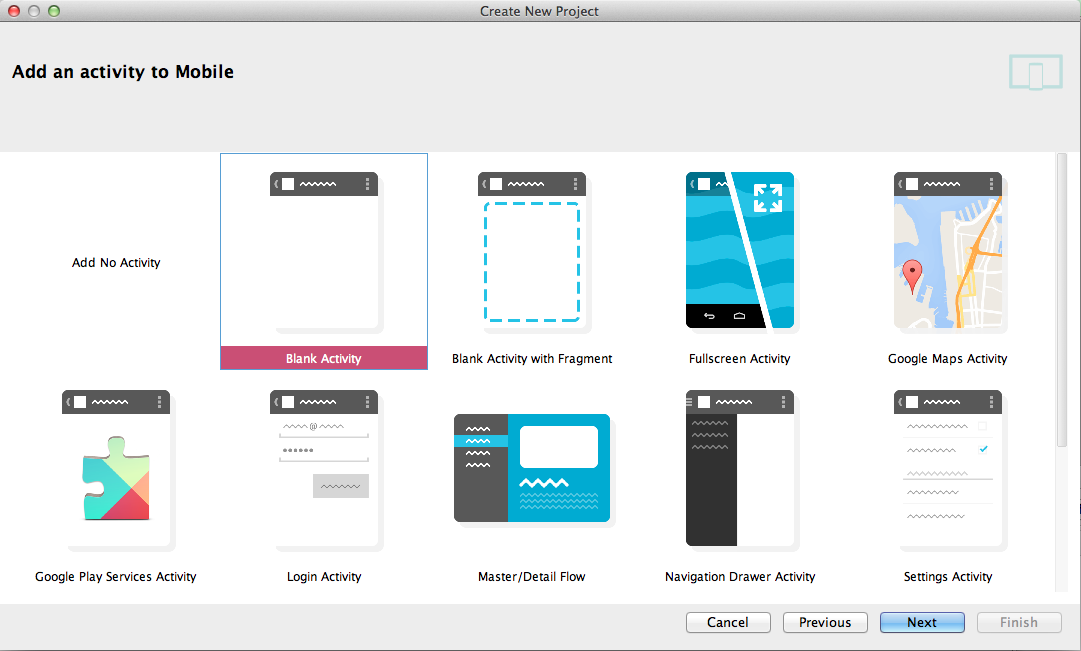 Create New Project
Add an activity to Mobile
Add No Activity
Blank Activity
Blank Activity with Fragment
Fullscreen Activity
Google Maps Activity
@
Google Play Services Activity
Login Activity
Master/Detail Flow
Navigation Drawer Activity
Settings Activity
Cancel
Previous
Next
Finish